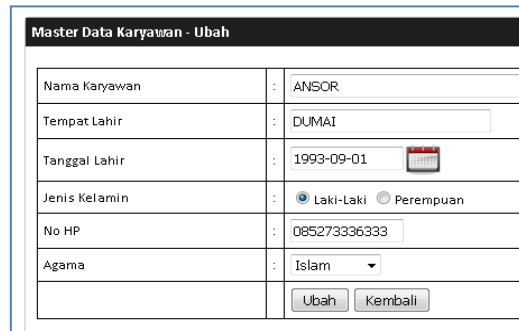 Master Data Karyawan - Ubah
Nama Karyawan : ANSOR
Tempat Lahir : DUMAI
Tanggal Lahir : 1993-09-01
Jenis Kelamin : Laki-Laki Perempuan
No HP : 085273336333
Agama : Islam
Ubah Kembali